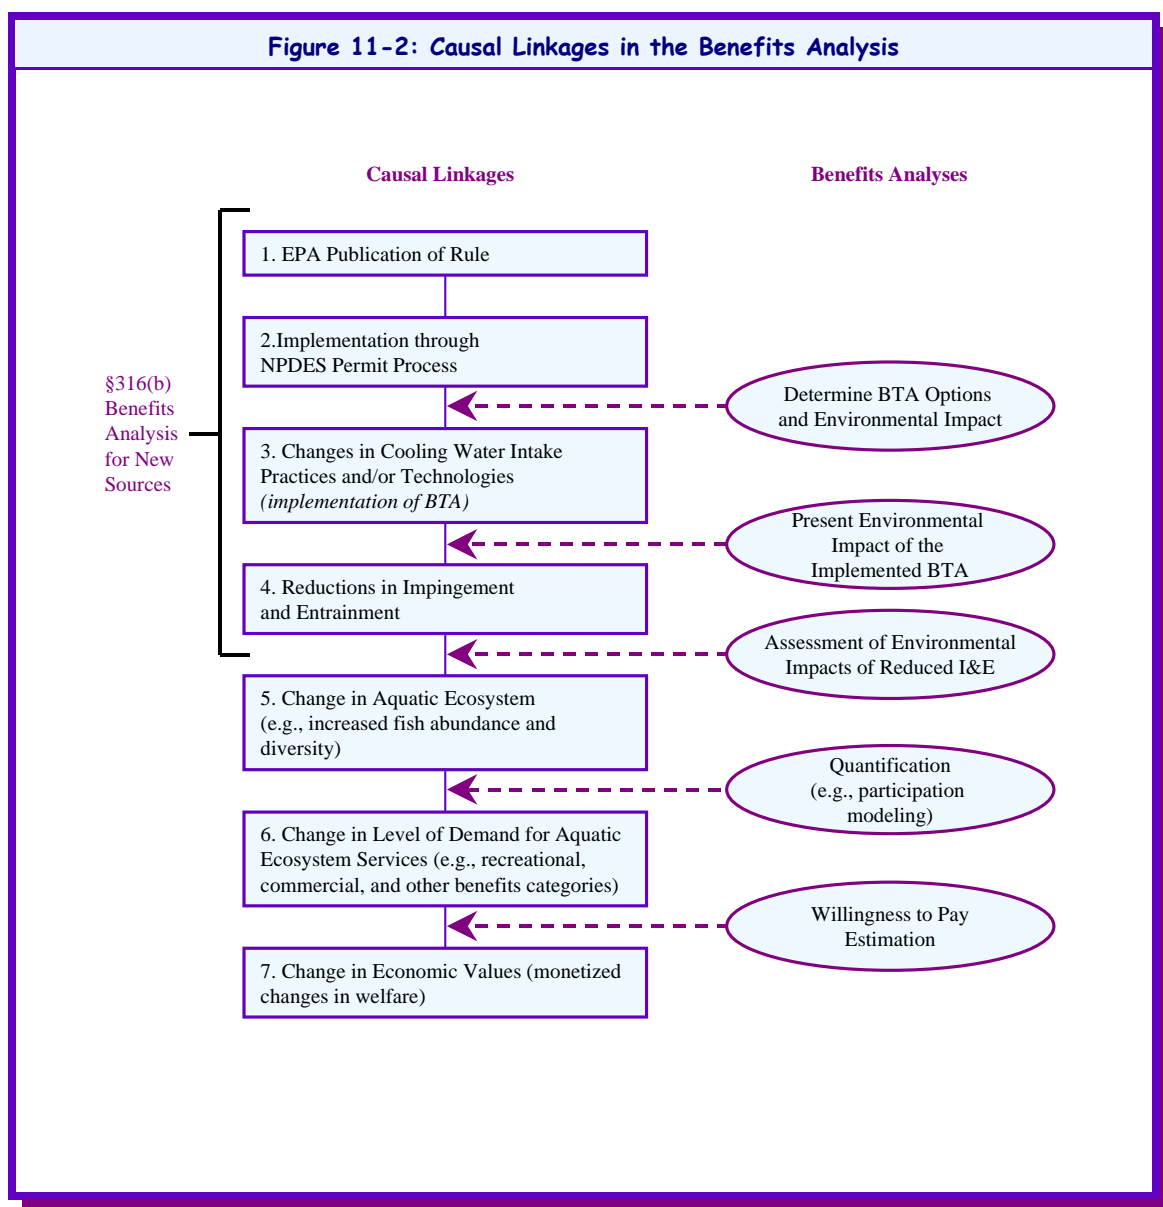 Figure 11-2: Causal Linkages in the Benefits Analysis
Causal Linkages
Benefits Analyses
§316(b)
Benefits
Analysis
for New
Sources
1. EPA Publication of Rule
2.Implementation through
NPDES Permit Process
Determine BTA Options
and Environmental Impact
3. Changes in Cooling Water Intake
Practices and/or Technologies
(implementation of BTA)
Present Environmental
Impact of the
Implemented BTA
4. Reductions in Impingement
and Entrainment
Assessment of Environmental
Impacts of Reduced I&E
5. Change in Aquatic Ecosystem
(e.g., increased fish abundance and
diversity)
Quantification
(e.g., participation
modeling)
6. Change in Level of Demand for Aquatic
Ecosystem Services (e.g., recreational,
commercial, and other benefits categories)
Willingness to Pay
Estimation
7. Change in Economic Values (monetized
changes in welfare)